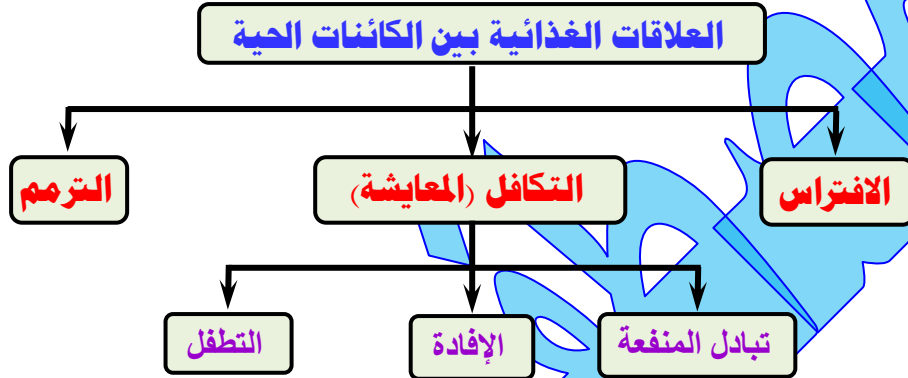 العلاقات الغذائية بين الكائنات الحية
الافتراس
التكافل (المعايشة)
الترمم
تبادل المنفعة
الإفادة
التطفل